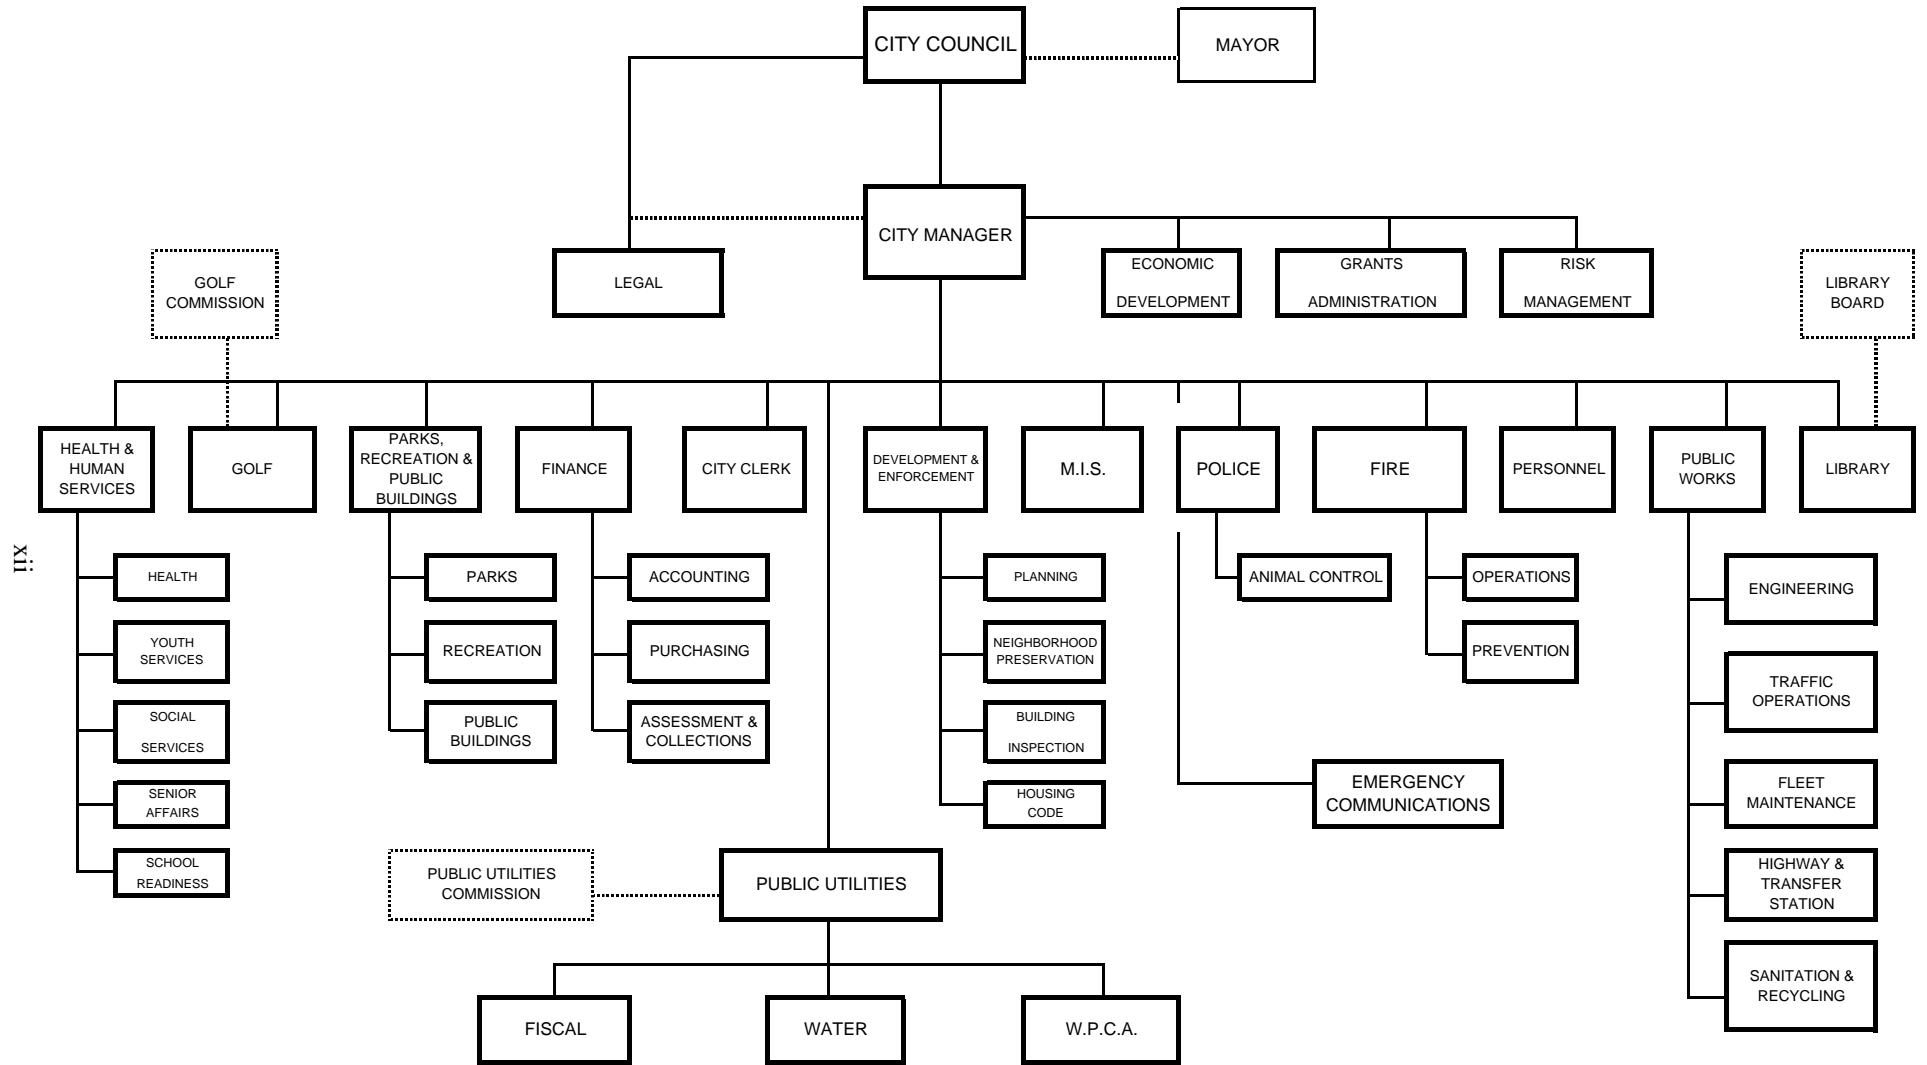 CITY COUNCIL
MAYOR
CITY MANAGER
LEGAL
ECONOMIC
DEVELOPMENT
GRANTS
ADMINISTRATION
RISK
MANAGEMENT
GOLF
COMMISSION
LIBRARY
BOARD
HEALTH &
HUMAN
SERVICES
GOLF
PARKS,
RECREATION &
PUBLIC
BUILDINGS
FINANCE
CITY CLERK
DEVELOPMENT &
ENFORCEMENT
M.I.S.
POLICE
FIRE
PERSONNEL
PUBLIC
WORKS
LIBRARY
HEALTH
YOUTH
SERVICES
SOCIAL
SERVICES
SENIOR
AFFAIRS
SCHOOL
READINESS
PARKS
RECREATION
PUBLIC
BUILDINGS
ACCOUNTING
PURCHASING
ASSESSMENT &
COLLECTIONS
PLANNING
NEIGHBORHOOD
PRESERVATION
BUILDING
INSPECTION
HOUSING
CODE
ANIMAL CONTROL
OPERATIONS
PREVENTION
EMERGENCY
COMMUNICATIONS
ENGINEERING
TRAFFIC
OPERATIONS
FLEET
MAINTENANCE
HIGHWAY &
TRANSFER
STATION
SANITATION &
RECYCLING
PUBLIC UTILITIES
COMMISSION
PUBLIC UTILITIES
FISCAL
WATER
W.P.C.A.
xii